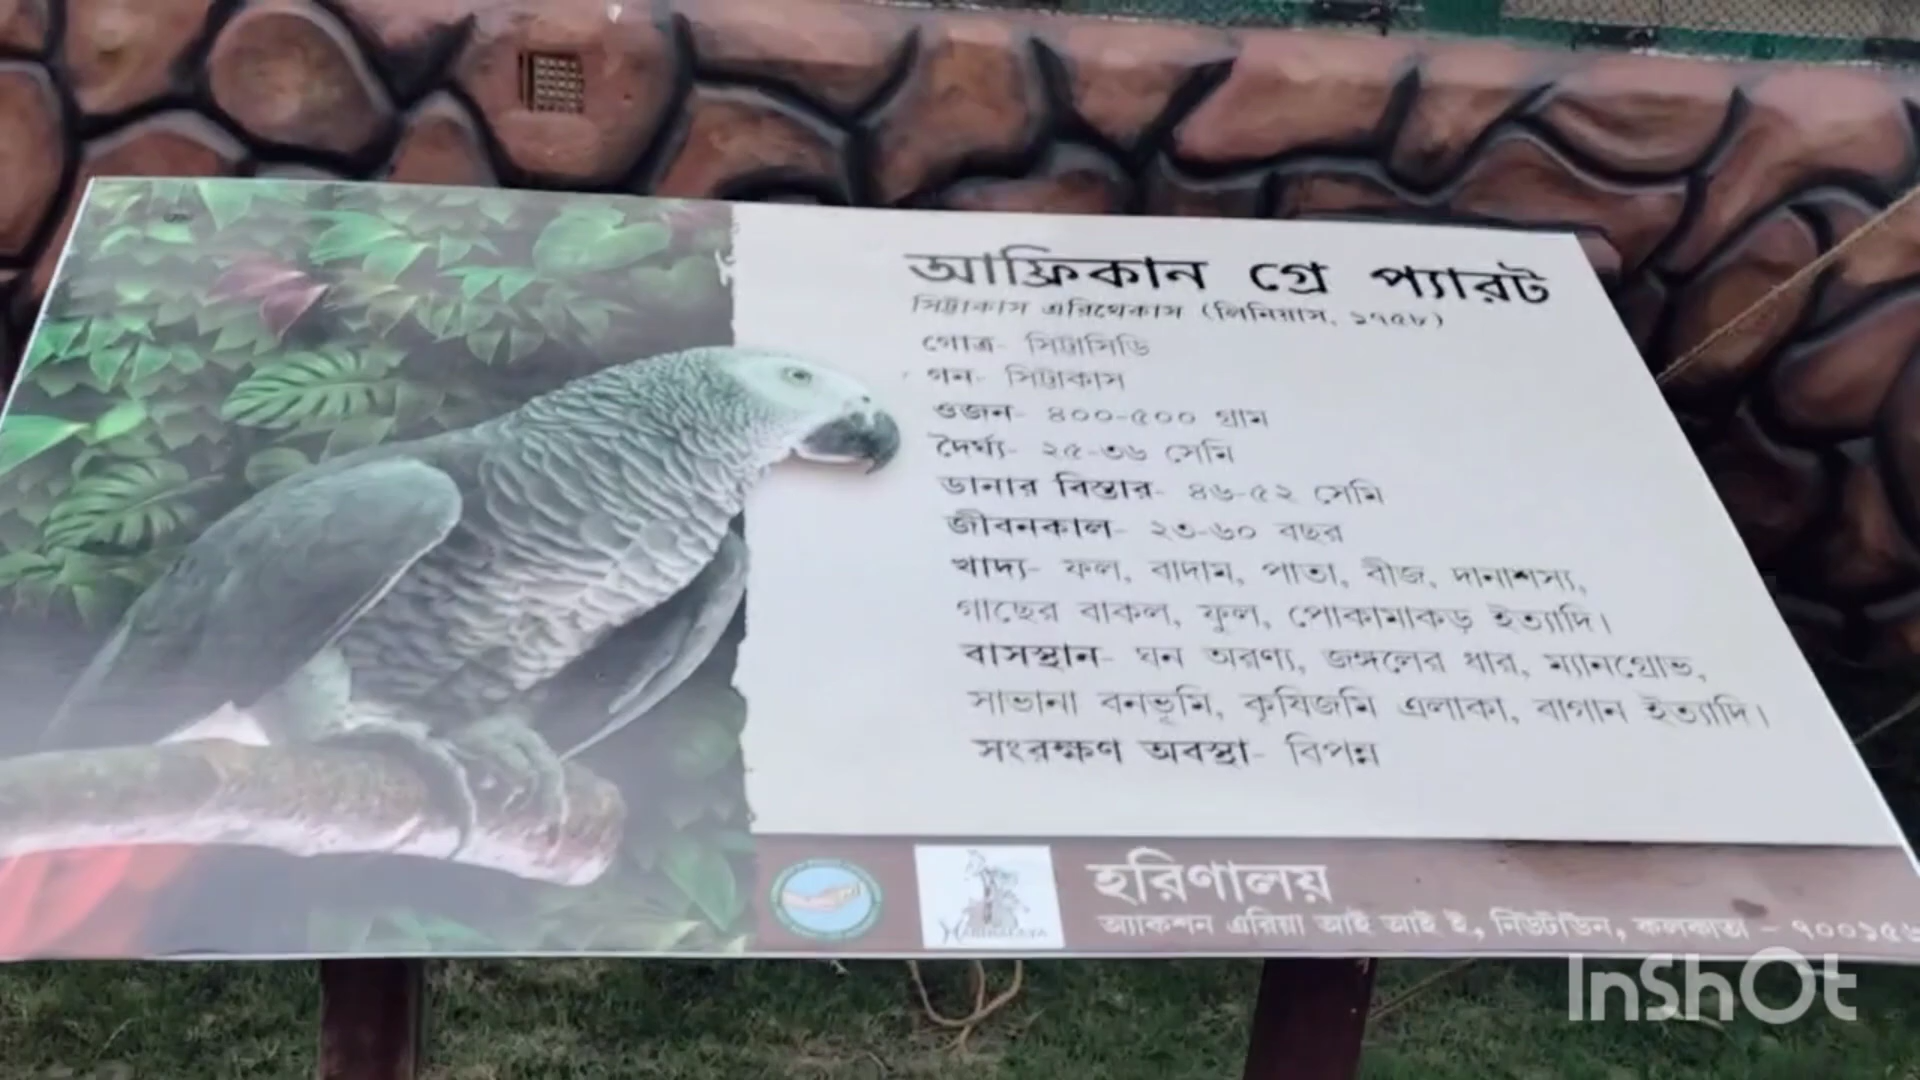 আফ্রিকান গ্রে প্যারট
সিট্টাকাস এরিথেকাস (লিনিয়াস, ১৭৫৮)
গোত্র- সিট্টাসিডি
গন- সিট্টাকাস
ওজন- ৪০০-৫০০ গ্রাম
দৈর্ঘ্য- ২৫-৩৬ সেমি
ডানার বিস্তার- ৪৬-৫২ সেমি
জীবনকাল- ২৩-৬০ বছর
খাদ্য- ফল, বাদাম, পাতা, বীজ, দানাশস্য,
গাছের বাকল, ফুল, পোকামাকড় ইত্যাদি।
বাসস্থান- ঘন অরণ্য, জঙ্গলের ধার, ম্যানগ্রোভ,
সাভানা বনভূমি, কৃষিজমি এলাকা, বাগান ইত্যাদি।
সংরক্ষণ অবস্থা- বিপন্ন
হরিণালয়
অ্যাকশন এরিয়া আই আই ই, নিউটাউন, কলকাতা - ৭০০১৫৬
HARINALAYA
InShOt